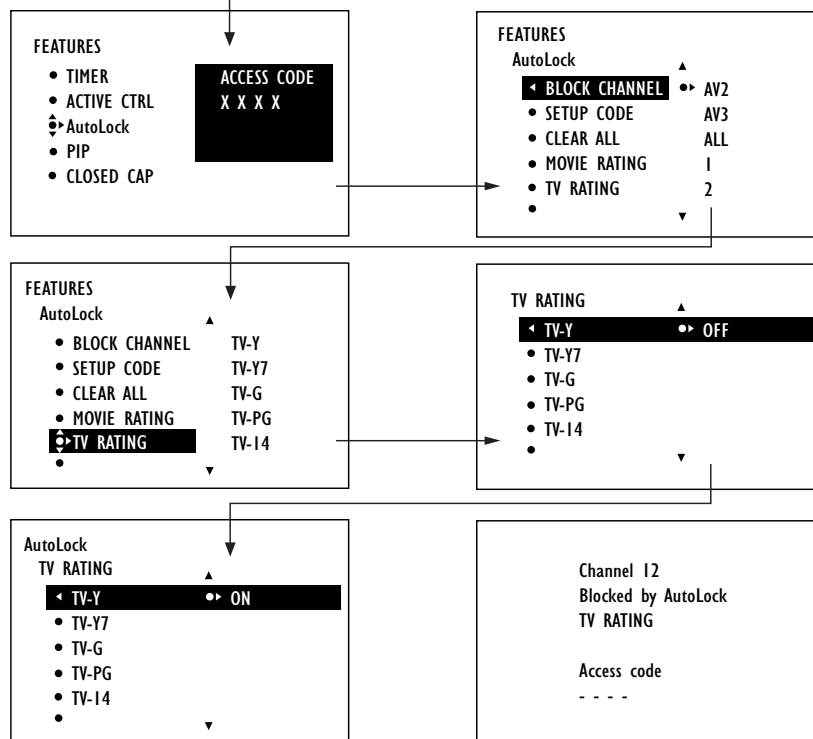 FEATURES
TIMER
ACTIVE CTRL
AutoLock
PIP
CLOSED CAP
ACCESS CODE
X X X X
FEATURES
AutoLock
BLOCK CHANNEL AV2
SETUP CODE AV3
CLEAR ALL ALL
MOVIE RATING 1
TV RATING 2
FEATURES
AutoLock
BLOCK CHANNEL TV-Y
SETUP CODE TV-Y7
CLEAR ALL TV-G
MOVIE RATING TV-PG
TV RATING TV-14
TV RATING
TV-Y OFF
TV-Y7
TV-G
TV-PG
TV-14
AutoLock
TV RATING
TV-Y ON
TV-Y7
TV-G
TV-PG
TV-14
Channel 12
Blocked by AutoLock
TV RATING
Access code
- - - -